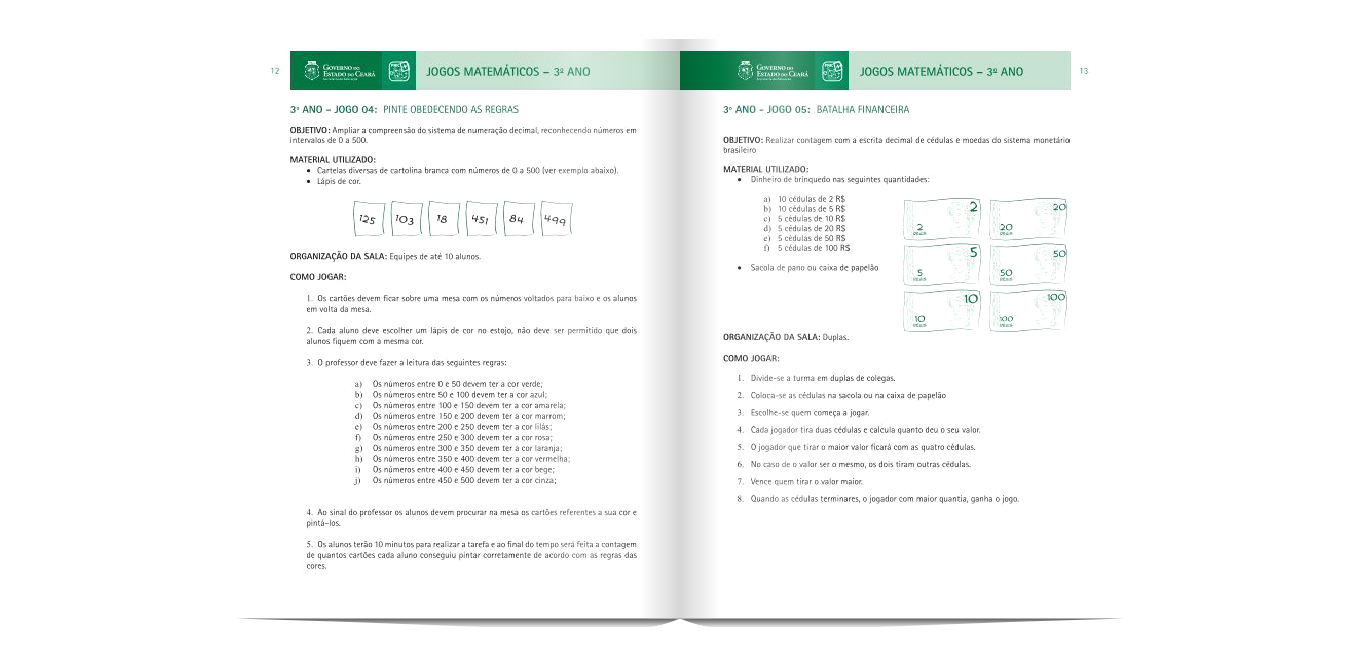 12
GOVERNO DO
ESTADO DO CEARÁ
JOGOS MATEMÁTICOS – 3º ANO
3º ANO – JOGO 04: PINTE OBEDECENDO AS REGRAS
OBJETIVO: Ampliar a compreensão do sistema de numeração decimal, reconhecendo números em
intervalos de 0 a 500.
MATERIAL UTILIZADO:
• Cartelas diversas de cartolina branca com números de 0 a 500 (ver exemplo abaixo).
• Lápis de cor.
125 103 18 451 84 499
ORGANIZAÇÃO DA SALA: Equipes de até 10 alunos.
COMO JOGAR:
1. Os cartões devem ficar sobre uma mesa com os números voltados para baixo e os alunos
em volta da mesa.
2. Cada aluno deve escolher um lápis de cor no estojo, não deve ser permitido que dois
alunos fiquem com a mesma cor.
3. O professor deve fazer a leitura das seguintes regras:
a) Os números entre 0 e 50 devem ter a cor verde;
b) Os números entre 50 e 100 devem ter a cor azul;
c) Os números entre 100 e 150 devem ter a cor amarela;
d) Os números entre 150 e 200 devem ter a cor marrom;
e) Os números entre 200 e 250 devem ter a cor lilás;
f) Os números entre 250 e 300 devem ter a cor rosa;
g) Os números entre 300 e 350 devem ter a cor laranja;
h) Os números entre 350 e 400 devem ter a cor vermelha;
i) Os números entre 400 e 450 devem ter a cor bege;
j) Os números entre 450 e 500 devem ter a cor cinza;
4. Ao sinal do professor os alunos devem procurar na mesa os cartões referentes a sua cor e
pintá-los.
5. Os alunos terão 10 minutos para realizar a tarefa e ao final do tempo será feita a contagem
de quantos cartões cada aluno conseguiu pintar corretamente de acordo com as regras das
cores.
GOVERNO DO
ESTADO DO CEARÁ
JOGOS MATEMÁTICOS – 3º ANO
13
3º ANO – JOGO 05: BATALHA FINANCEIRA
OBJETIVO: Realizar contagem com a escrita decimal de cédulas e moedas do sistema monetário
brasileiro
MATERIAL UTILIZADO:
• Dinheiro de brinquedo nas seguintes quantidades:
a) 10 cédulas de 2 R$
b) 10 cédulas de 5 R$
c) 5 cédulas de 10 R$
d) 5 cédulas de 20 R$
e) 5 cédulas de 50 R$
f) 5 cédulas de 100 R$
• Sacola de pano ou caixa de papelão
2 20
2 20
REAIS REAIS
5 50
5 50
REAIS REAIS
10 100
10 100
REAIS REAIS
ORGANIZAÇÃO DA SALA: Duplas.
COMO JOGAR:
1. Divide-se a turma em duplas de colegas.
2. Coloca-se as cédulas na sacola ou na caixa de papelão
3. Escolhe-se quem começa a jogar.
4. Cada jogador tira duas cédulas e calcula quanto deu o seu valor.
5. O jogador que tirar o maior valor ficará com as quatro cédulas.
6. No caso de o valor ser o mesmo, os dois tiram outras cédulas.
7. Vence quem tirar o valor maior.
8. Quando as cédulas terminares, o jogador com maior quantia, ganha o jogo.